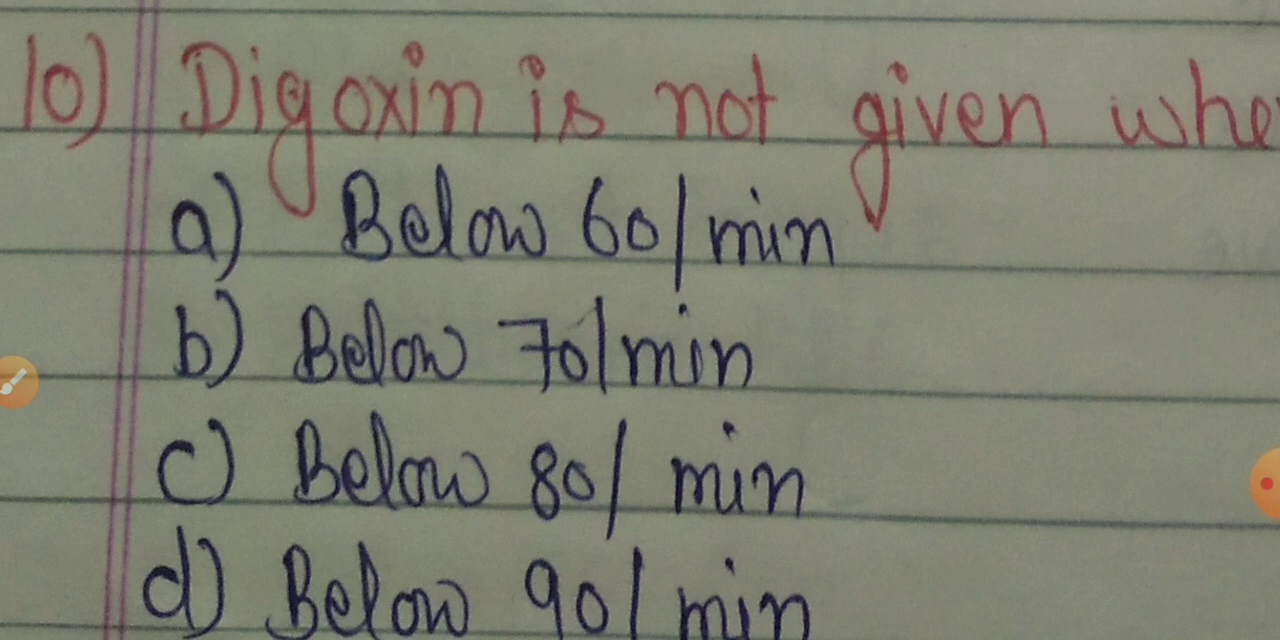 10) Digoxin is not given whe
a) Below 60/min
b) Below 70/min
c) Below 80/ min
d) Below 90/ min